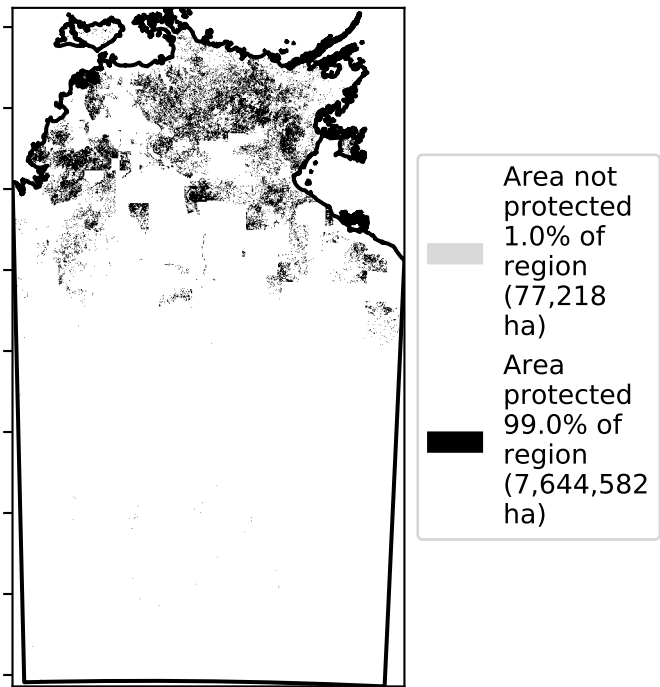 Area not
protected
1.0% of
region
(77,218
ha)
Area
protected
99.0% of
region
(7,644,582
ha)